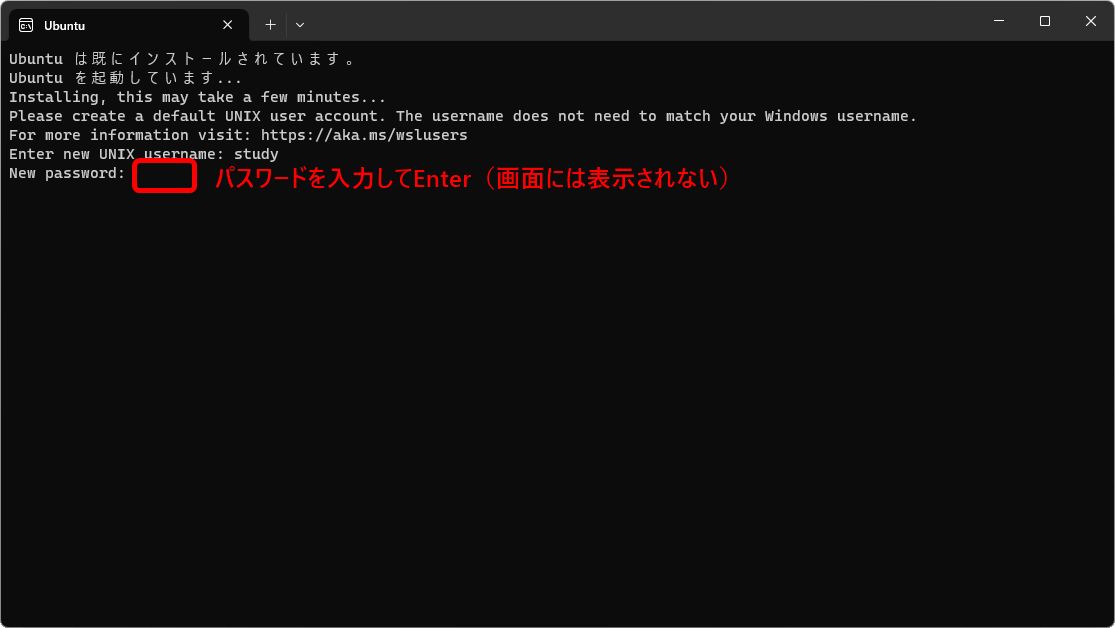 Ubuntu
Ubuntu は既にインストールされています。
Ubuntu を起動しています...
Installing, this may take a few minutes...
Please create a default UNIX user account. The username does not need to match your Windows username.
For more information visit: https://aka.ms/wslusers
Enter new UNIX username: study
New password:
パスワードを入力してEnter（画面には表示されない）